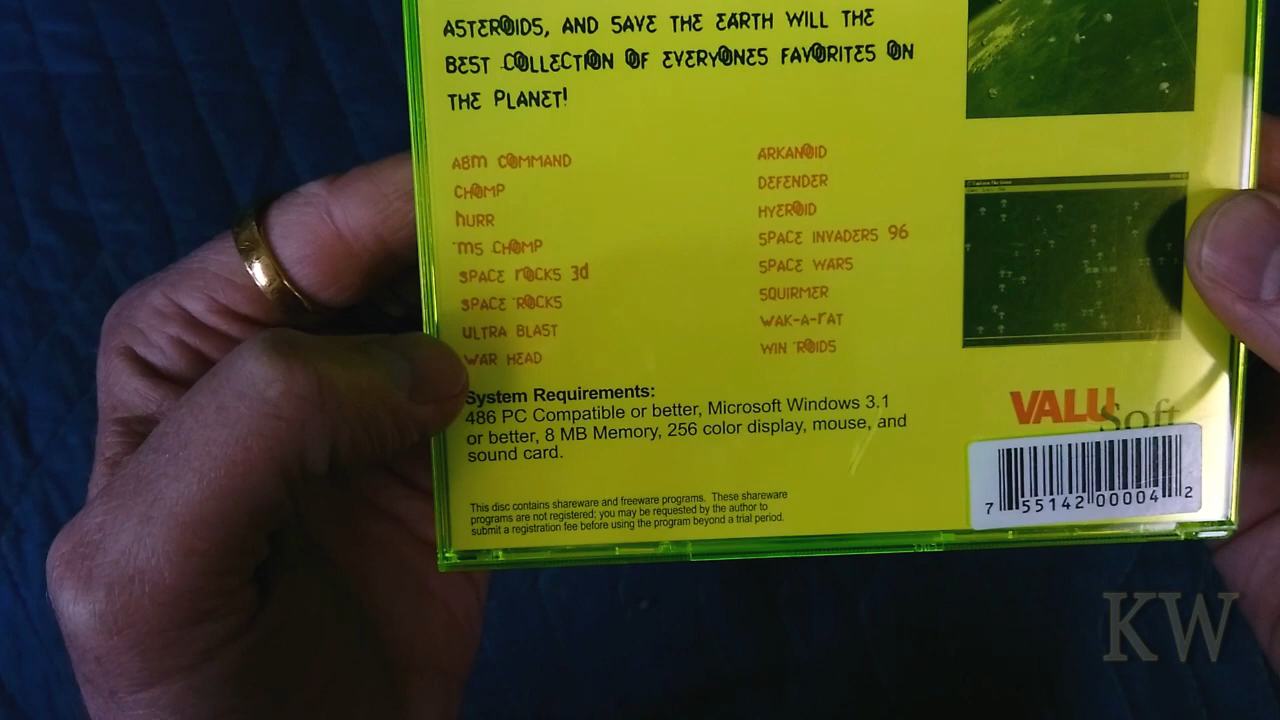 ASTEROIDS, AND SAVE THE EARTH WILL THE
BEST COLLECTION OF EVERYONES FAVORITES ON
THE PLANET!
ABM COMMAND
CHOMP
HURR
MS CHOMP
SPACE ROCKS 3D
SPACE ROCKS
ULTRA BLAST
WAR HEAD
ARKANOID
DEFENDER
HYEROID
SPACE INVADERS 96
SPACE WARS
SQUIRMER
WAK-A-RAT
WIN ROIDS
System Requirements:
486 PC Compatible or better, Microsoft Windows 3.1
or better, 8 MB Memory, 256 color display, mouse, and
sound card.
This disc contains shareware and freeware programs. These shareware
programs are not registered; you may be requested by the author to
submit a registration fee before using the program beyond a trial period.
VALUSoft
7 55142 00004 2
KW